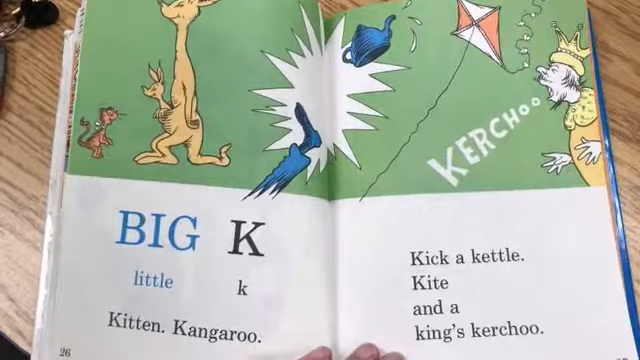 KERCHOO
BIG K
little k
Kitten. Kangaroo.
26
Kick a kettle.
Kite
and a
king's kerchoo.